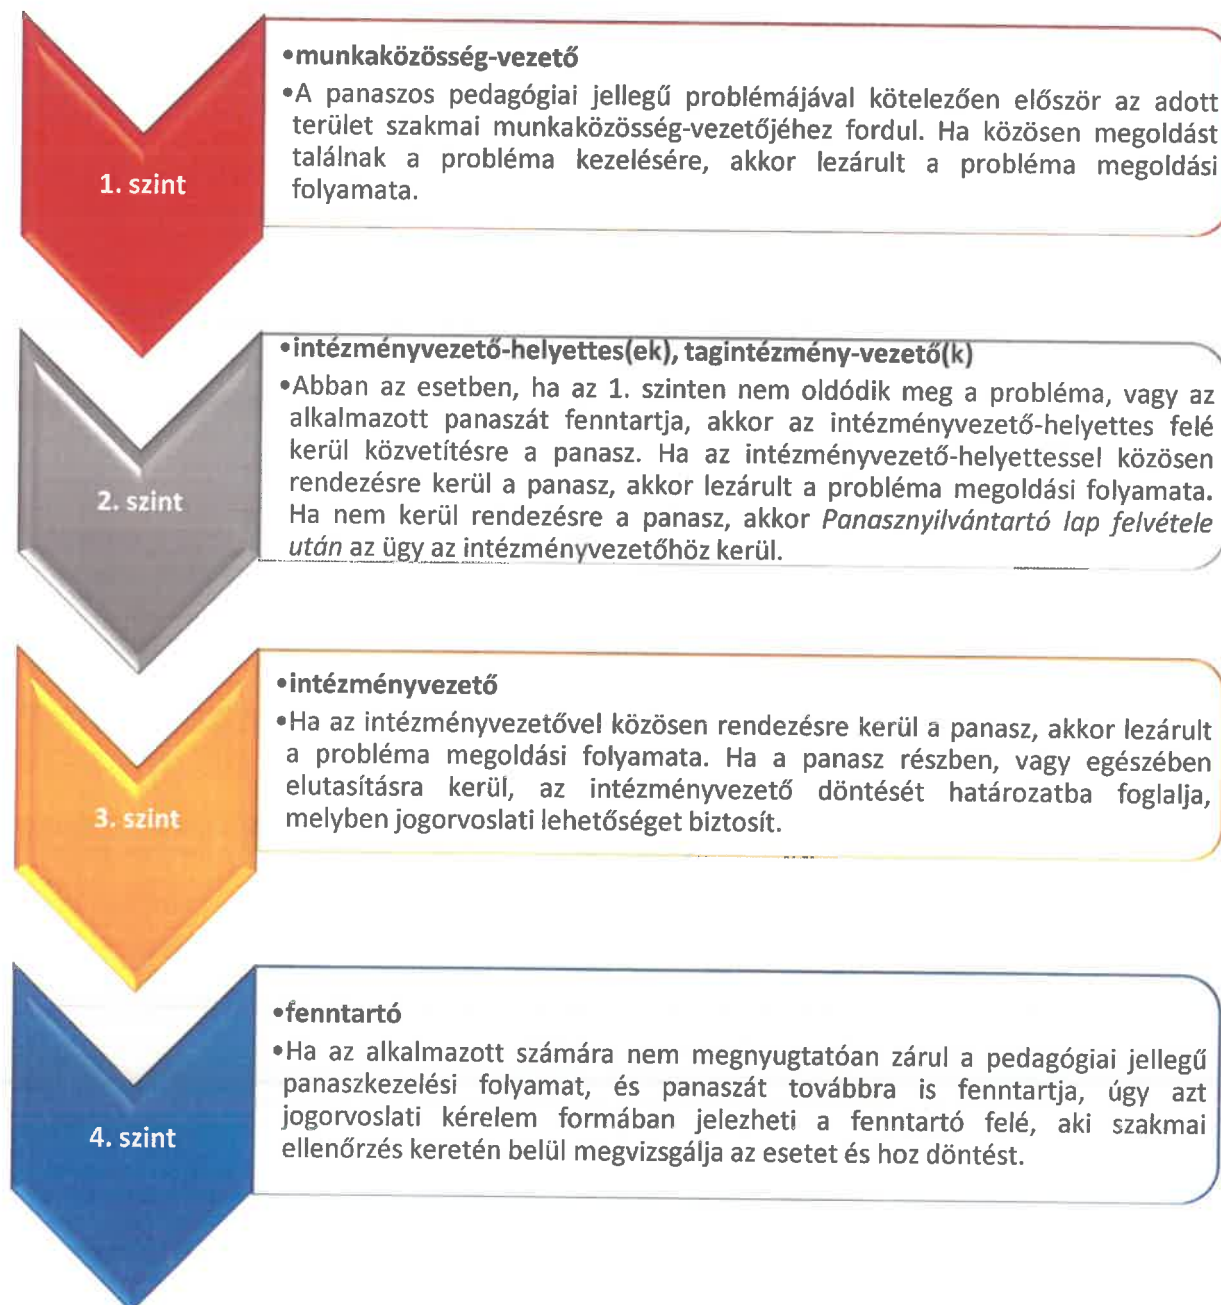 1. szint
•munkaközösség-vezető
•A panaszos pedagógiai jellegű problémájával kötelezően először az adott
terület szakmai munkaközösség-vezetőjéhez fordul. Ha közösen megoldást
találnak a probléma kezelésére, akkor lezárult a probléma megoldási
folyamata.
2. szint
•intézményvezető-helyettes(ek), tagintézmény-vezető(k)
•Abban az esetben, ha az 1. szinten nem oldódik meg a probléma, vagy az
alkalmazott panaszát fenntartja, akkor az intézményvezető-helyettes felé
kerül közvetítésre a panasz. Ha az intézményvezető-helyettessel közösen
rendezésre kerül a panasz, akkor lezárult a probléma megoldási folyamata.
Ha nem kerül rendezésre a panasz, akkor Panasznyilvántartó lap felvétele
után az ügy az intézményvezetőhöz kerül.
3. szint
•intézményvezető
•Ha az intézményvezetővel közösen rendezésre kerül a panasz, akkor lezárult
a probléma megoldási folyamata. Ha a panasz részben, vagy egészében
elutasításra kerül, az intézményvezető döntését határozatba foglalja,
melyben jogorvoslati lehetőséget biztosít.
4. szint
•fenntartó
•Ha az alkalmazott számára nem megnyugtatóan zárul a pedagógiai jellegű
panaszkezelési folyamat, és panaszát továbbra is fenntartja, úgy azt
jogorvoslati kérelem formában jelezheti a fenntartó felé, aki szakmai
ellenőrzés keretén belül megvizsgálja az esetet és hoz döntést.